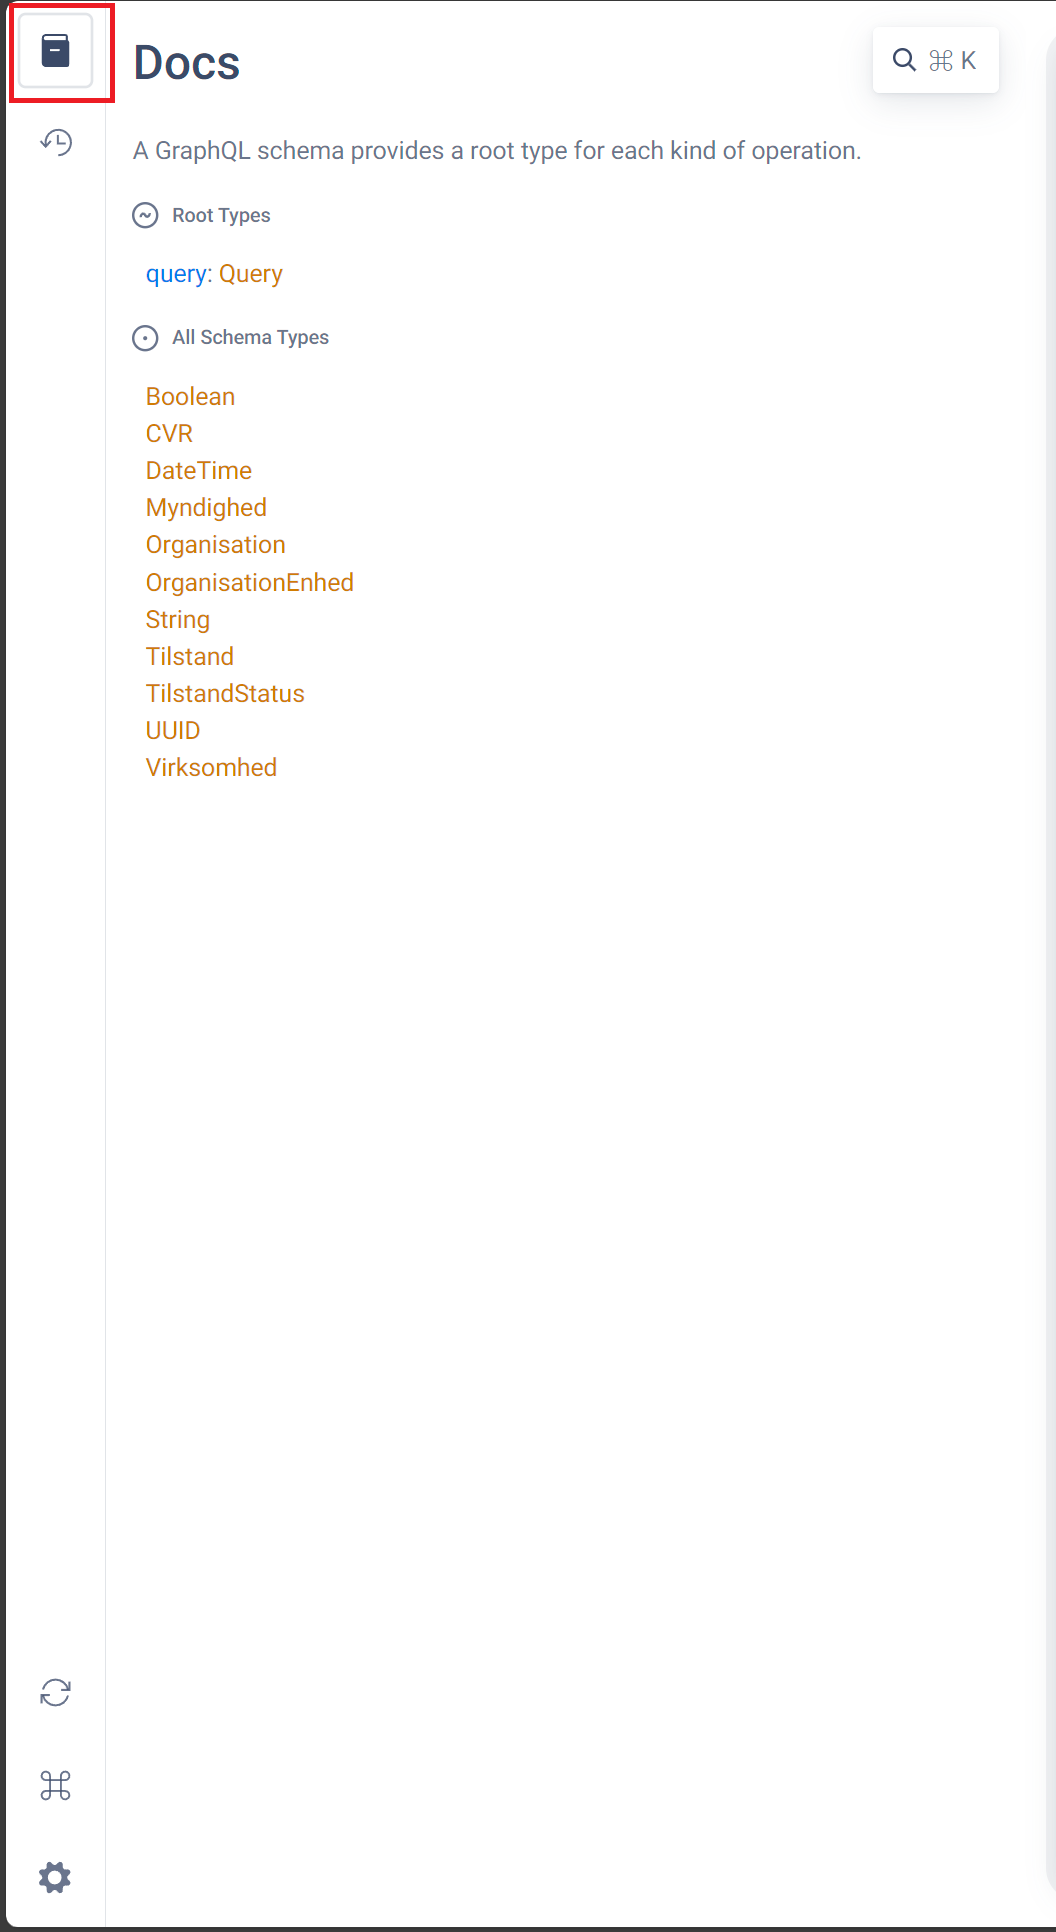 Docs
⌘ K
A GraphQL schema provides a root type for each kind of operation.
Root Types
query: Query
All Schema Types
Boolean
CVR
DateTime
Myndighed
Organisation
OrganisationEnhed
String
Tilstand
TilstandStatus
UUID
Virksomhed